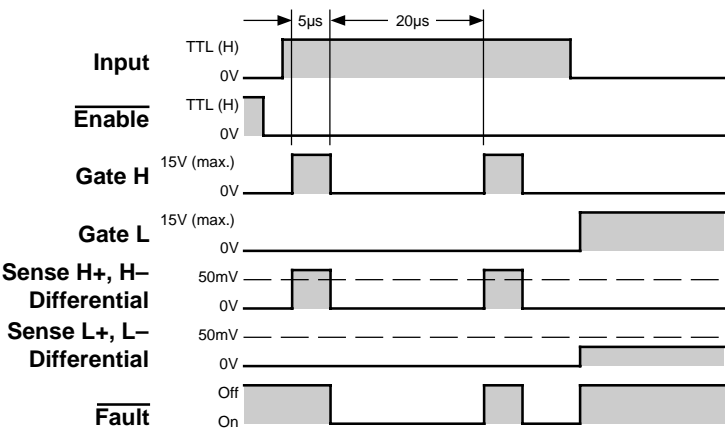 5µs 20µs
Input TTL (H)
0V
Enable TTL (H)
0V
Gate H 15V (max.)
0V
Gate L 15V (max.)
0V
Sense H+, H–
Differential
50mV
0V
Sense L+, L–
Differential
50mV
0V
Fault Off
On